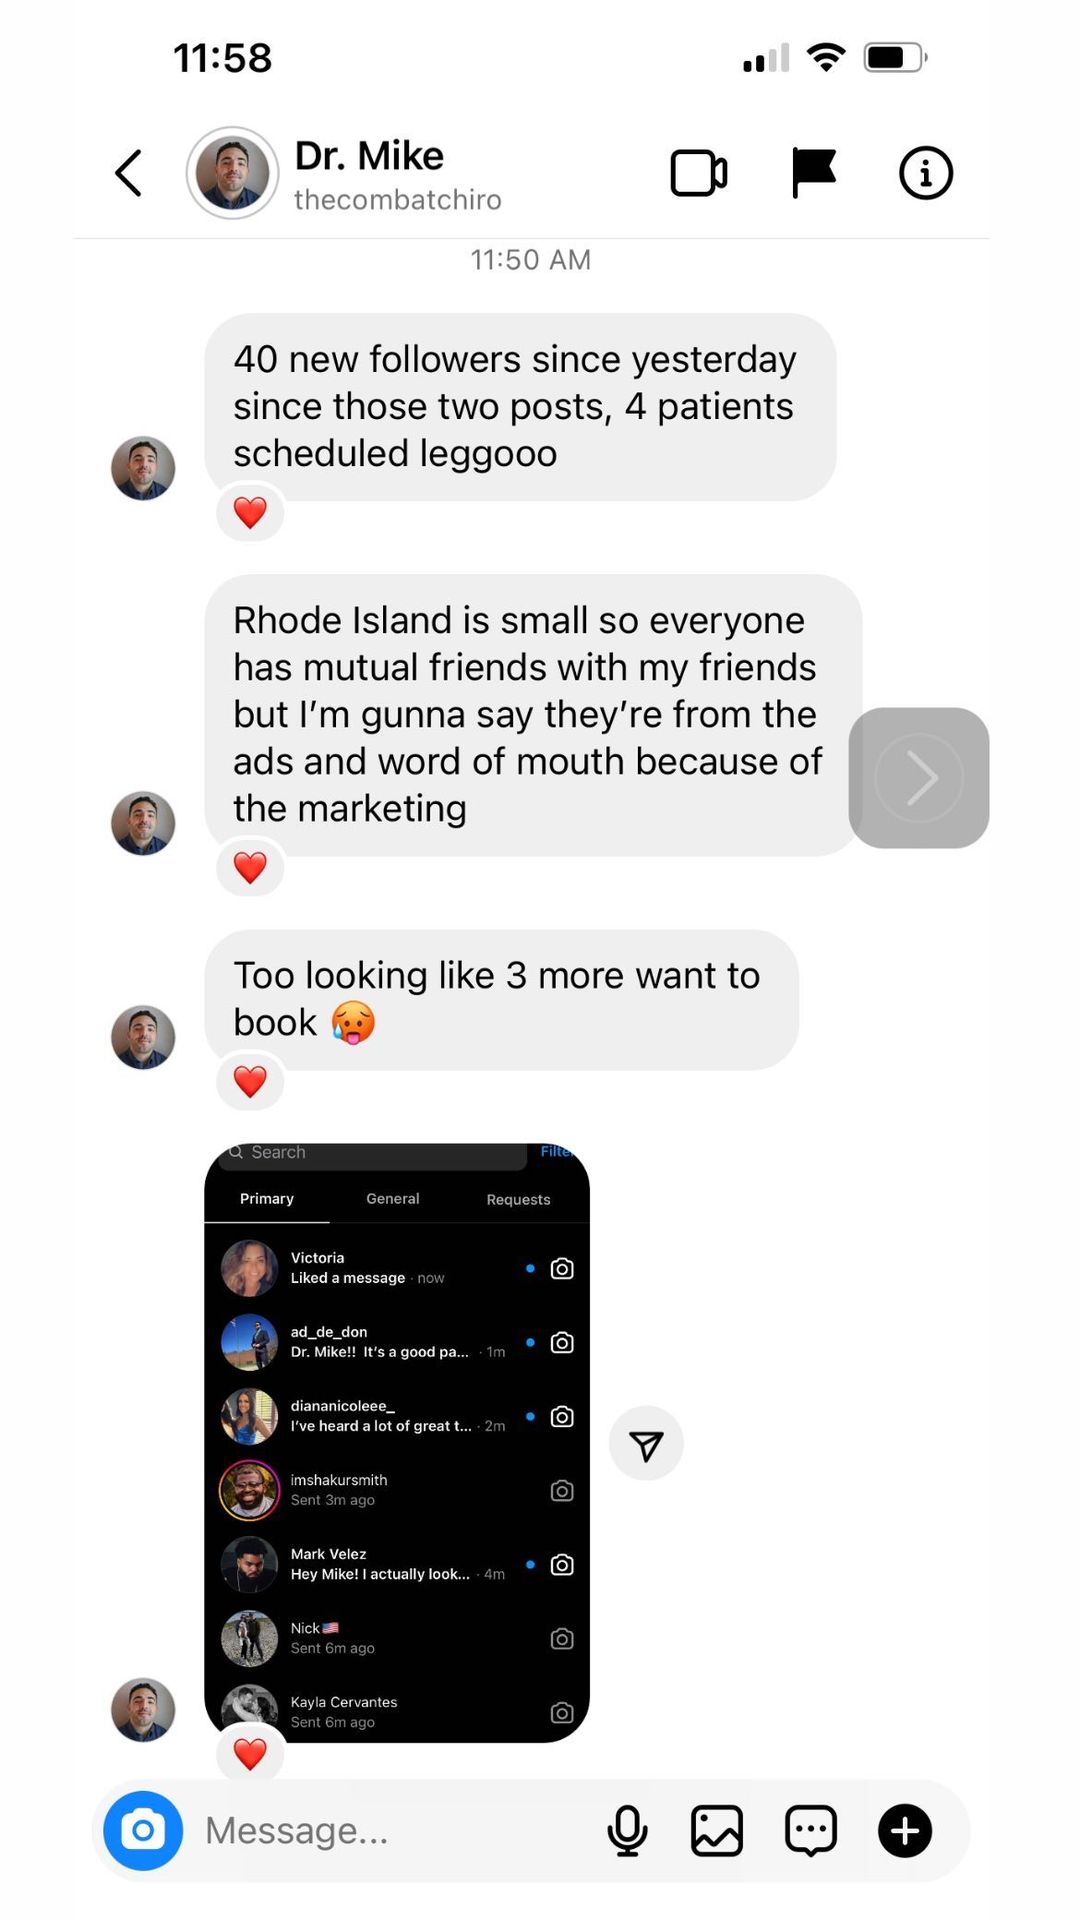 11:58
Dr. Mike
thecombatchiro
11:50 AM
40 new followers since yesterday
since those two posts, 4 patients
scheduled leggooo
Rhode Island is small so everyone
has mutual friends with my friends
but I'm gunna say they're from the
ads and word of mouth because of
the marketing
Too looking like 3 more want to
book 🥵
Search
Filte
Primary General Requests
Victoria
Liked a message · now
ad_de_don
Dr. Mike!! It's a good pa... · 1m
diananicoleee_
I've heard a lot of great t... · 2m
imshakursmith
Sent 3m ago
Mark Velez
Hey Mike! I actually look... · 4m
Nick🇺🇸
Sent 6m ago
Kayla Cervantes
Sent 6m ago
Message...